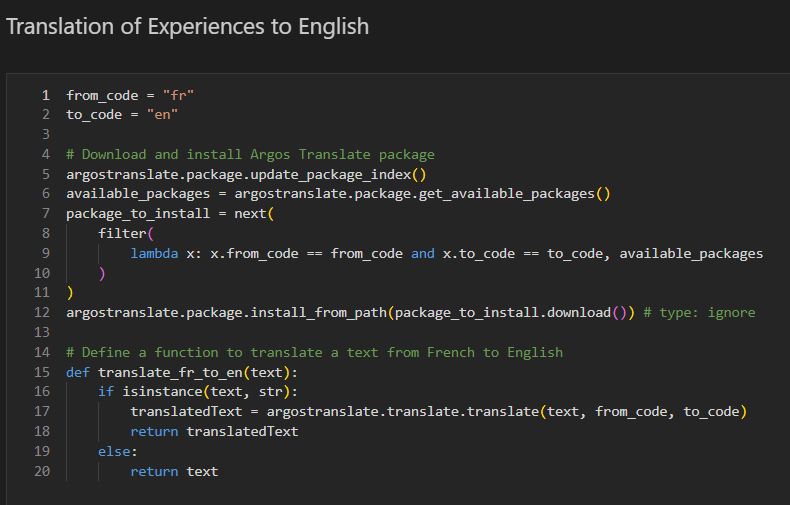 Translation of Experiences to English
1 from_code = "fr"
2 to_code = "en"
3
4 # Download and install Argos Translate package
5 argostranslate.package.update_package_index()
6 available_packages = argostranslate.package.get_available_packages()
7 package_to_install = next(
8     filter(
9         lambda x: x.from_code == from_code and x.to_code == to_code, available_packages
10     )
11 )
12 argostranslate.package.install_from_path(package_to_install.download()) # type: ignore
13
14 # Define a function to translate a text from French to English
15 def translate_fr_to_en(text):
16     if isinstance(text, str):
17         translatedText = argostranslate.translate.translate(text, from_code, to_code)
18         return translatedText
19     else:
20         return text